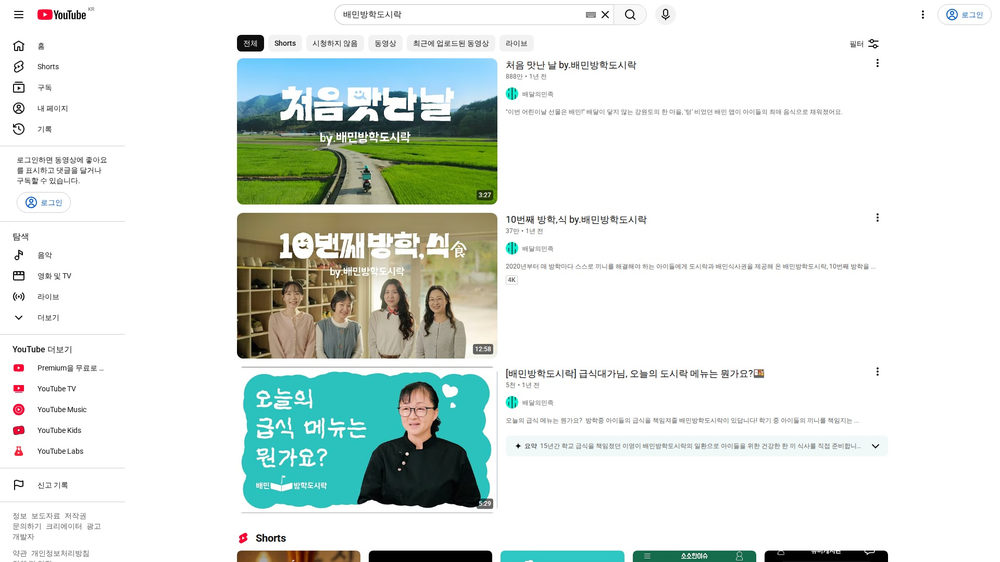 YouTube KR
배민방학도시락
로그인
홈
Shorts
구독
내 페이지
기록
로그인하면 동영상에 좋아요
를 표시하고 댓글을 달거나
구독할 수 있습니다.
로그인
탐색
음악
영화 및 TV
라이브
더보기
YouTube 더보기
Premium을 무료로 ...
YouTube TV
YouTube Music
YouTube Kids
YouTube Labs
신고 기록
정보 보도자료 저작권
문의하기 크리에이터 광고
개발자
약관 개인정보처리방침
전체
Shorts
시청하지 않음
동영상
최근에 업로드된 동영상
라이브
필터
처음 맛난 날
by.배민방학도시락
3:27
처음 맛난 날 by.배민방학도시락
888만 • 1년 전
배달의민족
"이번 어린이날 선물은 배민!" 배달이 닿지 않는 강원도의 한 마을, '텅' 비었던 배민 앱이 아이들의 최애 음식으로 채워졌어요.
10번째 방학,식食
by.배민방학도시락
12:58
10번째 방학,식 by.배민방학도시락
37만 • 1년 전
배달의민족
2020년부터 매 방학마다 스스로 끼니를 해결해야 하는 아이들에게 도시락과 배민식사권을 제공해 온 배민방학도시락, 10번째 방학을 ...
4K
오늘의
급식 메뉴는
뭔가요?
배민 방학도시락
5:29
[배민방학도시락] 급식대가님, 오늘의 도시락 메뉴는 뭔가요?🍱
5천 • 1년 전
배달의민족
오늘의 급식 메뉴는 뭔가요? 방학중 아이들의 급식을 책임져줄 배민방학도시락이 있답니다! 학기 중 아이들의 끼니를 책임지는 ...
요약 15년간 학교 급식을 책임졌던 이영이 배민방학도시락의 일환으로 아이들을 위한 건강한 한 끼 식사를 직접 준비합니...
Shorts
소소한이슈